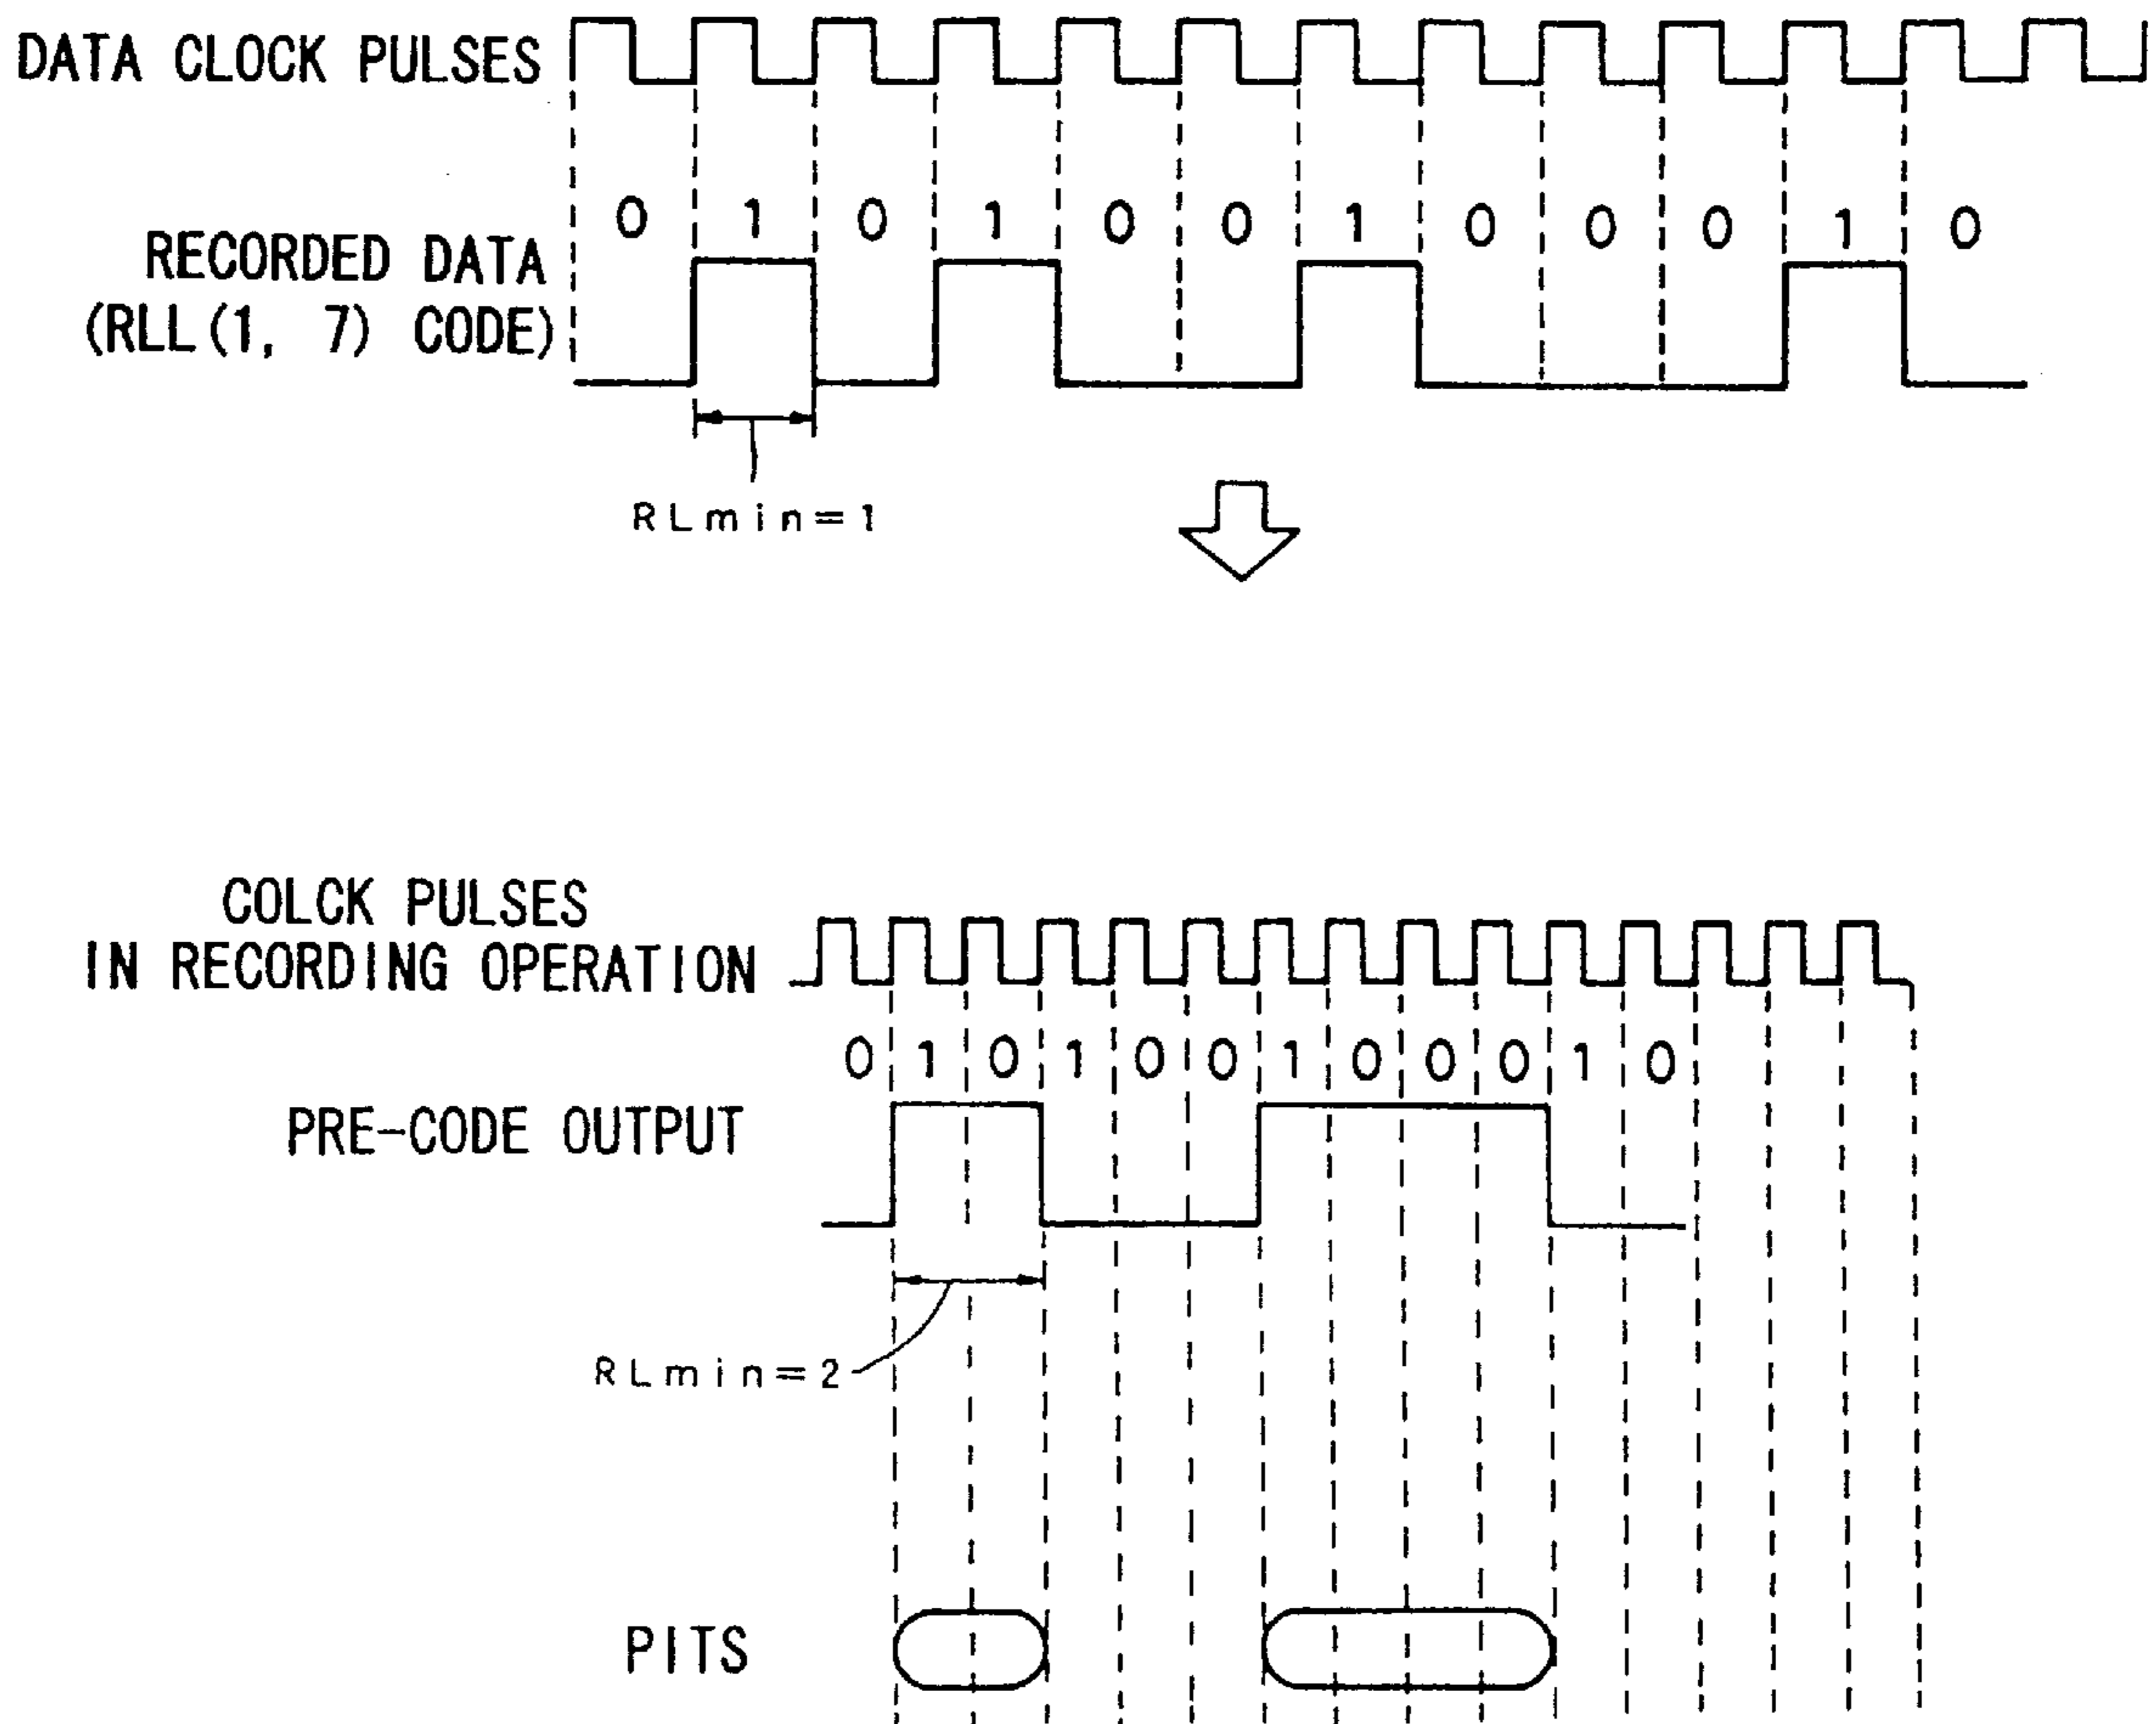 DATA CLOCK PULSES
0 1 0 1 0 0 1 0 0 0 1 0
RECORDED DATA
(RLL(1, 7) CODE)
RLmin=1
COLCK PULSES
IN RECORDING OPERATION
0 1 0 1 0 0 1 0 0 0 1 0
PRE-CODE OUTPUT
RLmin=2
PITS